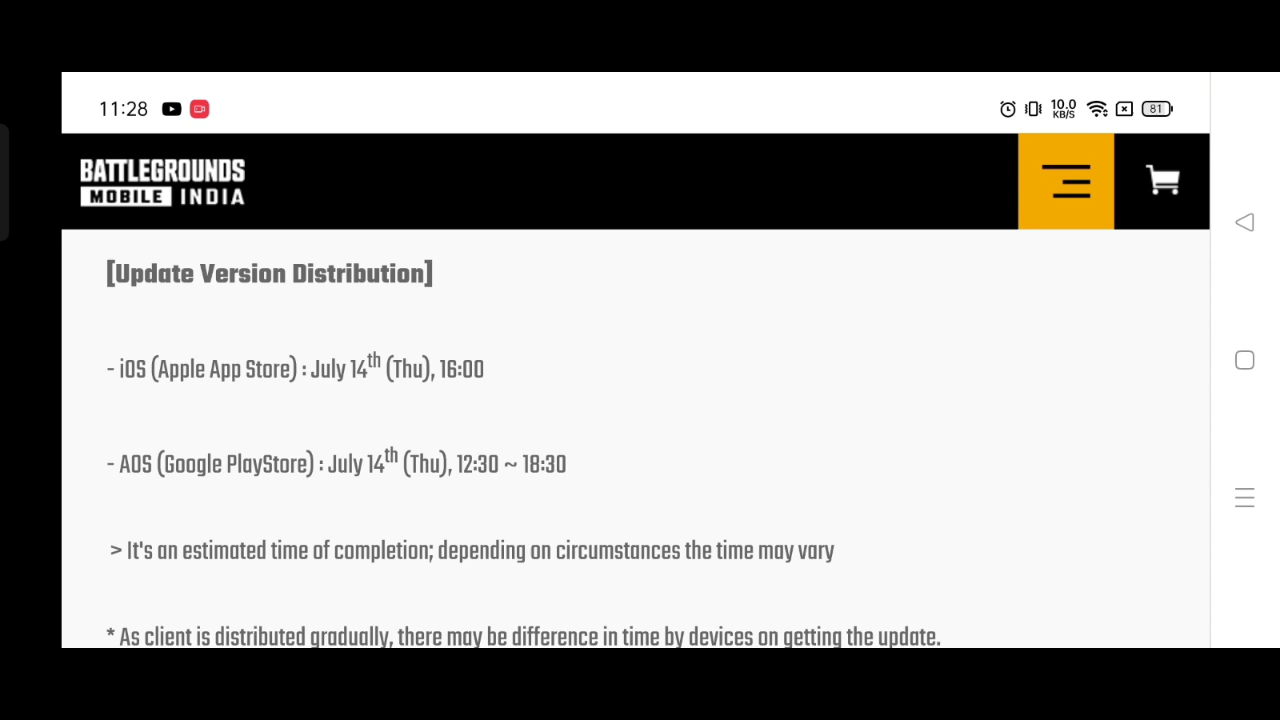 11:28
10.0
KB/S
81
BATTLEGROUNDS
MOBILE INDIA
[Update Version Distribution]
- iOS (Apple App Store) : July 14th (Thu), 16:00
- AOS (Google PlayStore) : July 14th (Thu), 12:30 ~ 18:30
> It's an estimated time of completion; depending on circumstances the time may vary
* As client is distributed gradually, there may be difference in time by devices on getting the update.